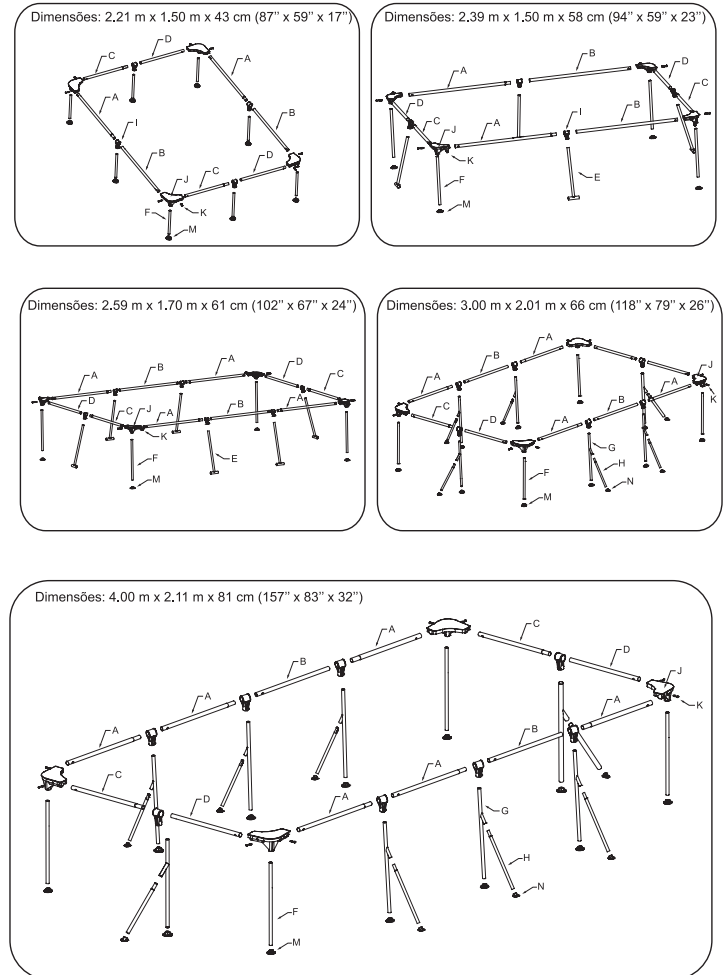 Dimensões: 2.21 m x 1.50 m x 43 cm (87” x 59” x 17”)
D
C
A
A
I
B
B
D
C
J
F
K
M
Dimensões: 2.39 m x 1.50 m x 58 cm (94” x 59” x 23”)
B
A
D
C
D
C
I
B
J
A
K
F
E
M
Dimensões: 2.59 m x 1.70 m x 61 cm (102” x 67” x 24”)
A
B
A
D
C
D
C
J
A
B
A
K
F
E
M
Dimensões: 3.00 m x 2.01 m x 66 cm (118” x 79” x 26”)
A
B
A
J
K
C
D
A
B
G
H
F
N
M
Dimensões: 4.00 m x 2.11 m x 81 cm (157” x 83” x 32”)
A
C
B
D
A
J
A
A
K
B
C
A
D
A
G
H
N
F
M